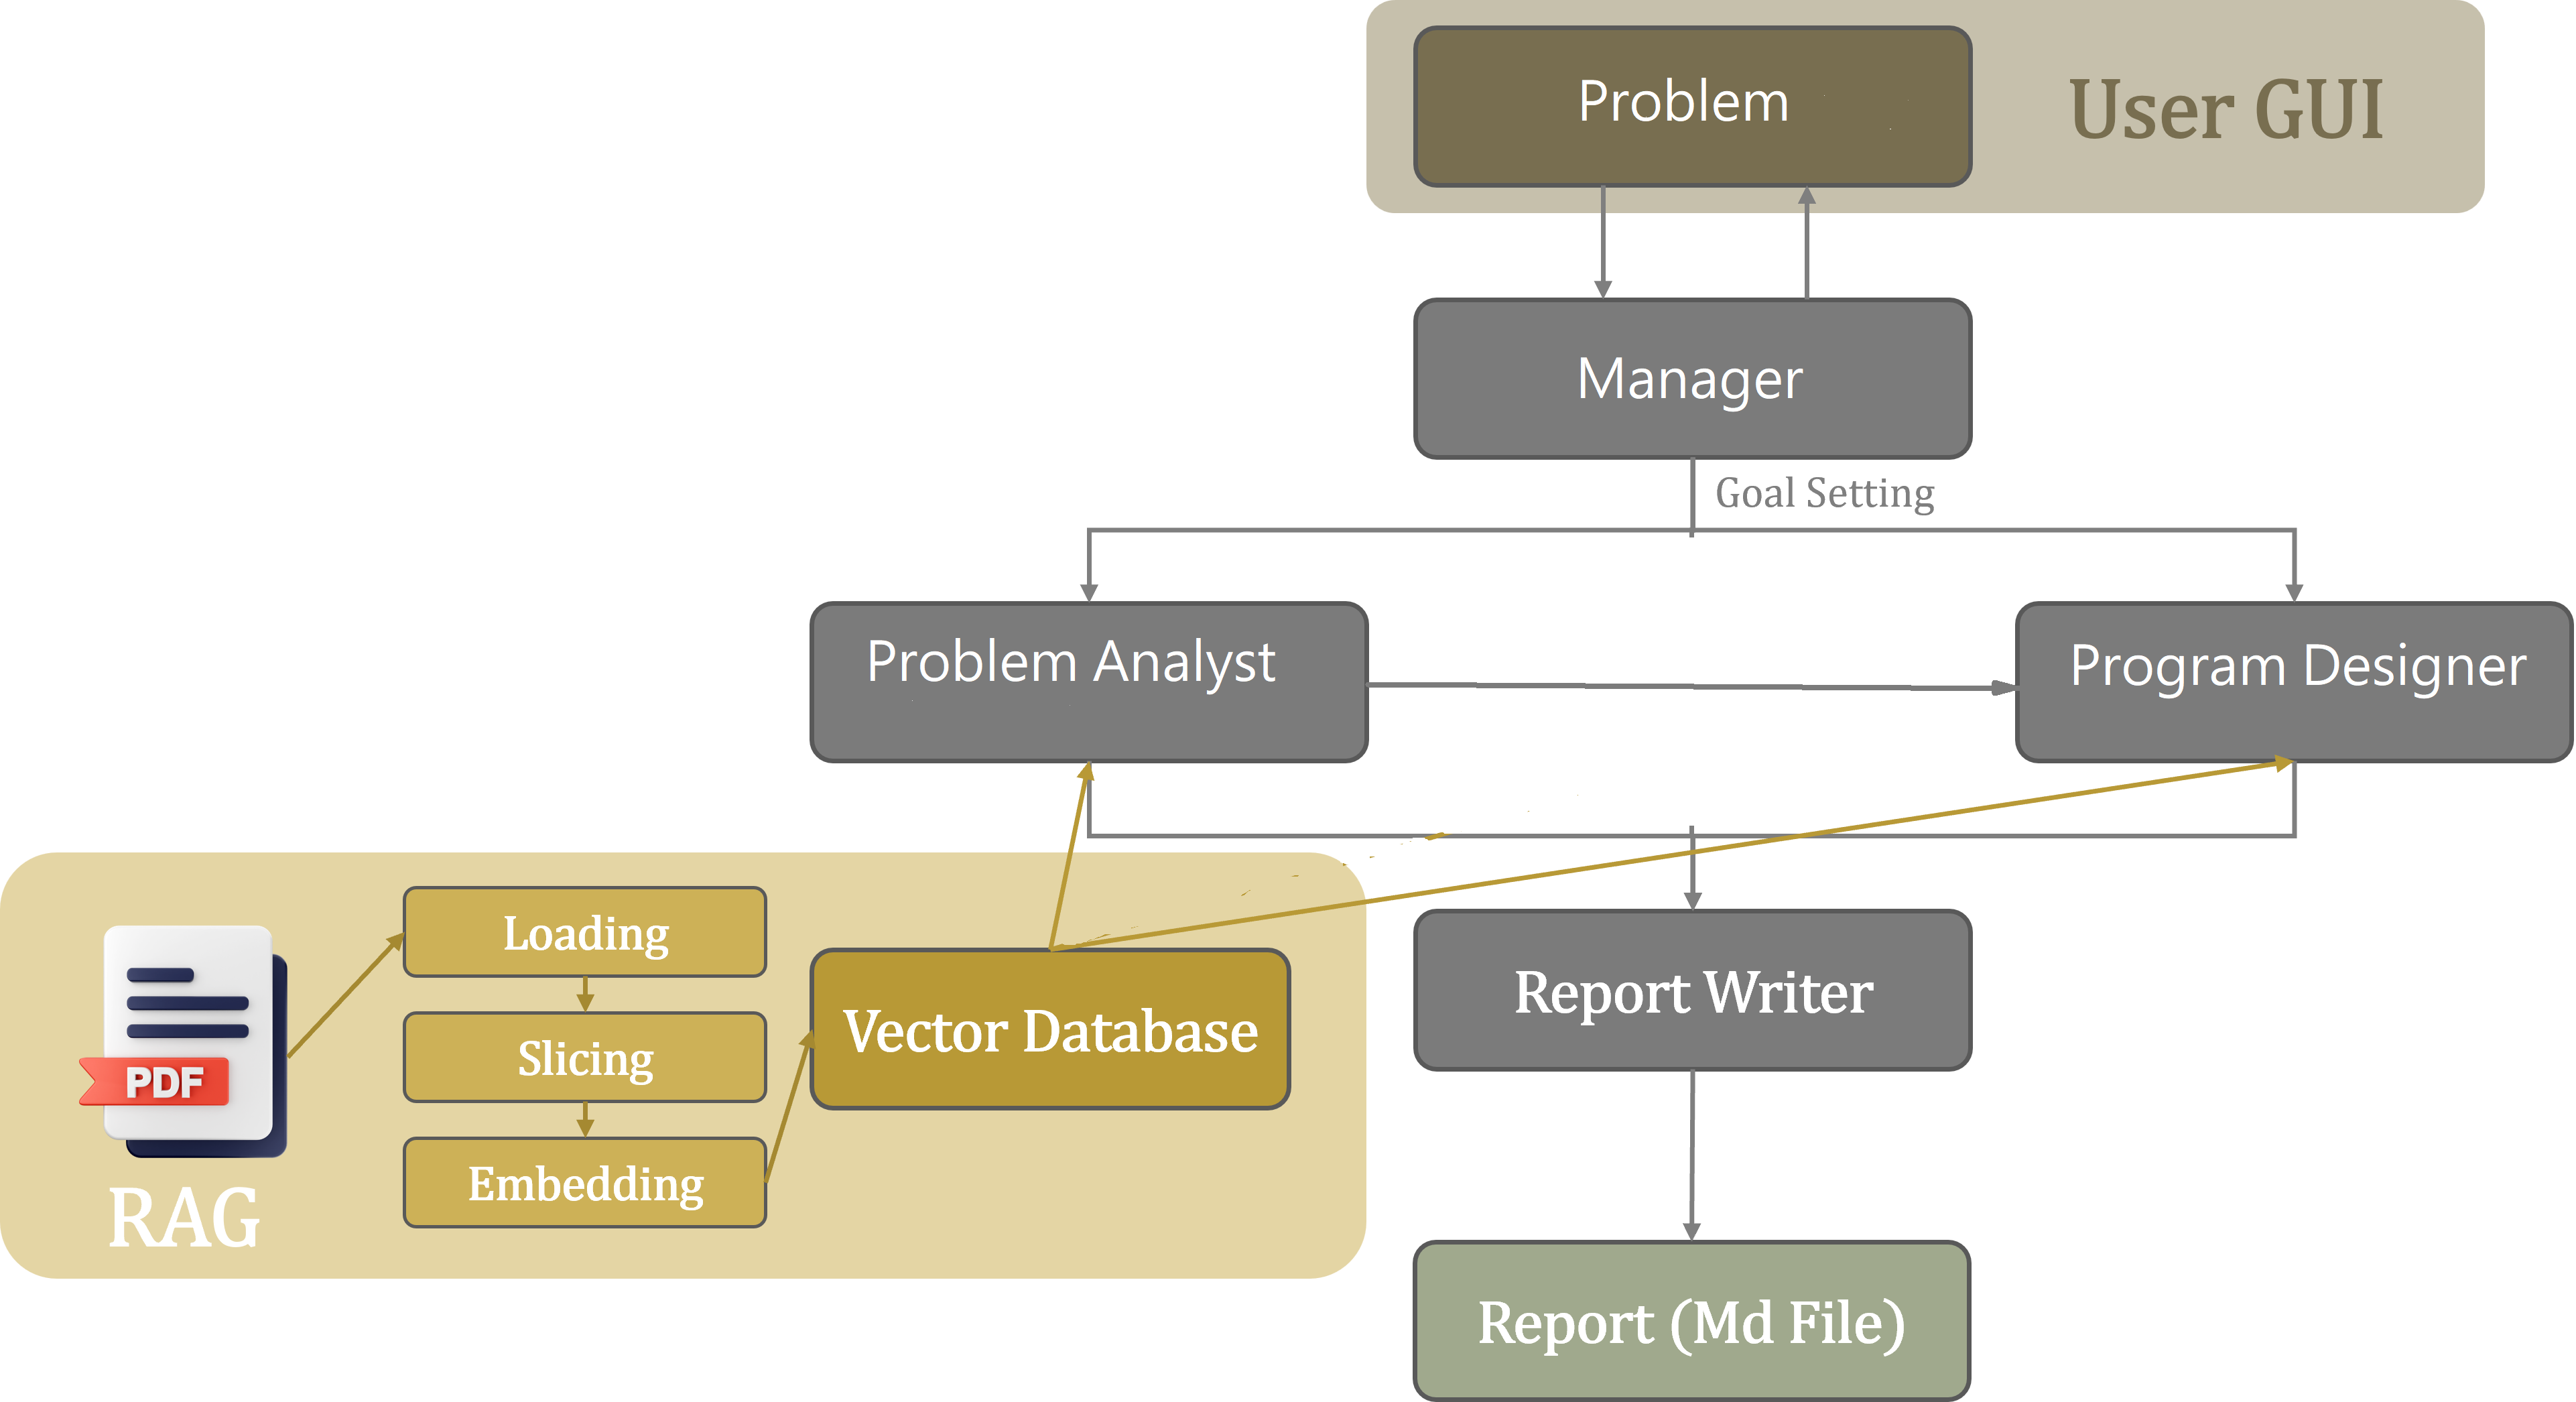 Problem
User GUI
Manager
Goal Setting
Problem Analyst
Program Designer
Loading
Slicing
Embedding
PDF
RAG
Vector Database
Report Writer
Report (Md File)